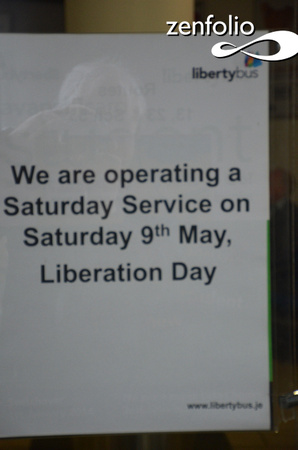 zenfolio
libertybus
We are operating a
Saturday Service on
Saturday 9th May,
Liberation Day
www.libertybus.je